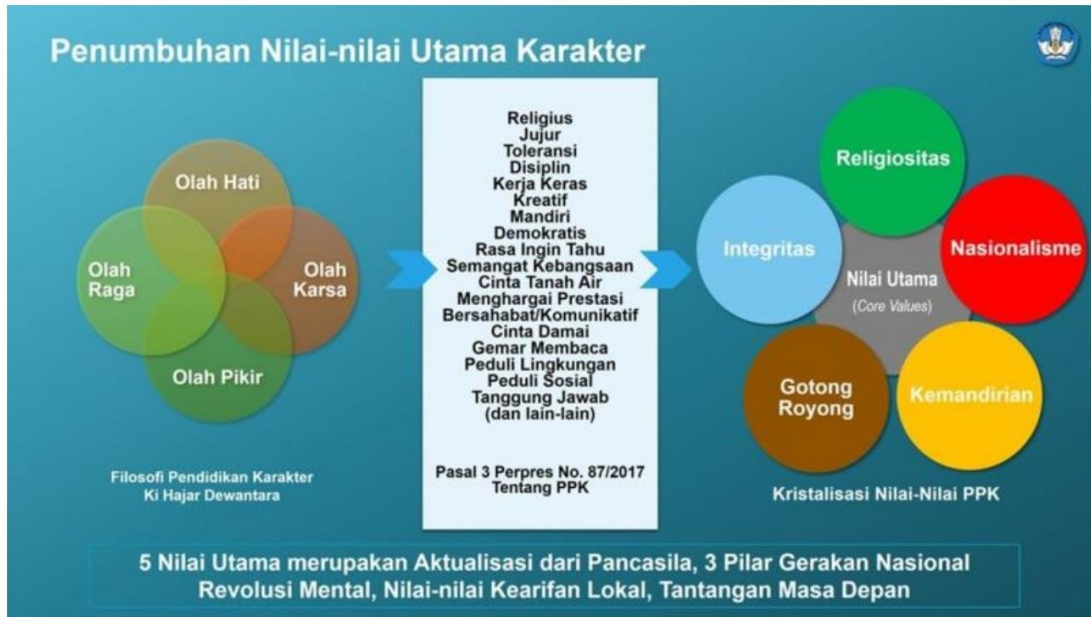 Penumbuhan Nilai-nilai Utama Karakter
Olah Hati
Olah
Raga
Olah
Karsa
Olah Pikir
Filosofi Pendidikan Karakter
Ki Hajar Dewantara
Religius
Jujur
Toleransi
Disiplin
Kerja Keras
Kreatif
Mandiri
Demokratis
Rasa Ingin Tahu
Semangat Kebangsaan
Cinta Tanah Air
Menghargai Prestasi
Bersahabat/Komunikatif
Cinta Damai
Gemar Membaca
Peduli Lingkungan
Peduli Sosial
Tanggung Jawab
(dan lain-lain)
Pasal 3 Perpres No. 87/2017
Tentang PPK
Religiositas
Integritas
Nasionalisme
Nilai Utama
(Core Values)
Gotong
Royong
Kemandirian
Kristalisasi Nilai-Nilai PPK
5 Nilai Utama merupakan Aktualisasi dari Pancasila, 3 Pilar Gerakan Nasional
Revolusi Mental, Nilai-nilai Kearifan Lokal, Tantangan Masa Depan